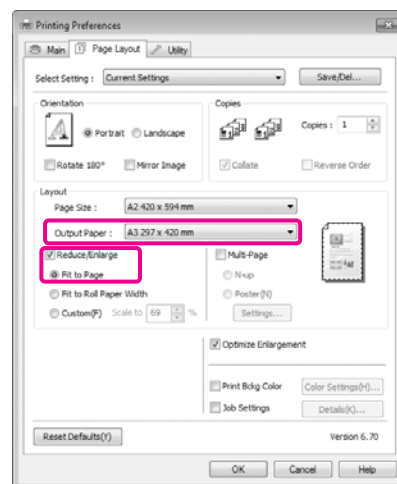 Printing Preferences
Main Page Layout Utility
Select Setting : Current Settings Save/Del...
Orientation Copies
Portrait Landscape Copies : 1
Rotate 180° Mirror Image Collate Reverse Order
Layout
Page Size : A2 420 x 594 mm
Output Paper : A3 297 x 420 mm
Reduce/Enlarge Multi-Page
Fit to Page N-up
Fit to Roll Paper Width Poster(N)
Custom(F) Scale to 69 % Settings...
Optimize Enlargement
Print Bckg Color Color Settings(H)...
Job Settings Details(K)...
Reset Defaults(Y) Version 6.70
OK Cancel Help